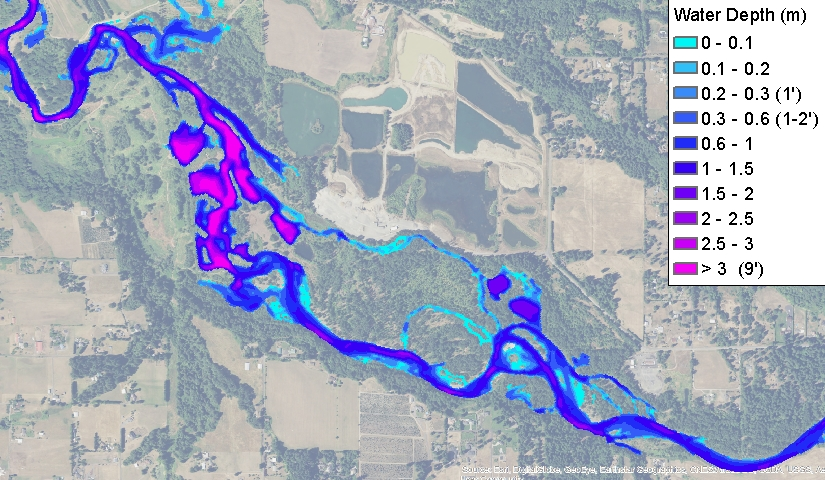 Water Depth (m)
0 - 0.1
0.1 - 0.2
0.2 - 0.3 (1')
0.3 - 0.6 (1-2')
0.6 - 1
1 - 1.5
1.5 - 2
2 - 2.5
2.5 - 3
> 3 (9')
Source: Esri, DigitalGlobe, GeoEye, Earthstar Geographics,